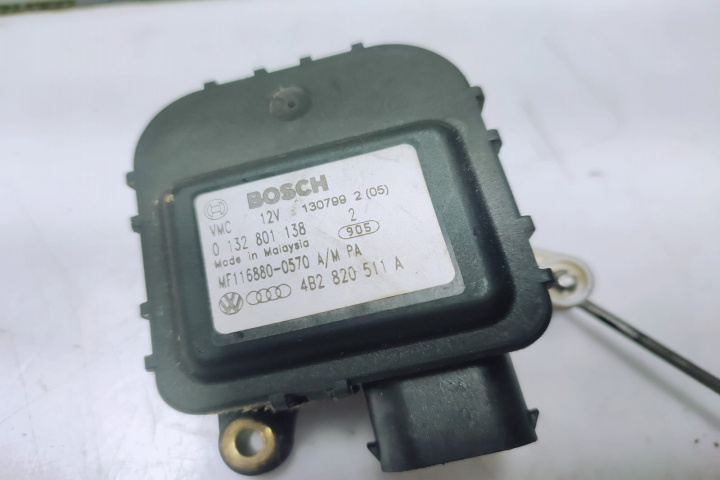 BOSCH
12V 130799 2 (05)
VMC 2
0 132 801 138 905
Made in Malaysia
MF116880-0570 A/M PA
4B2 820 511 A